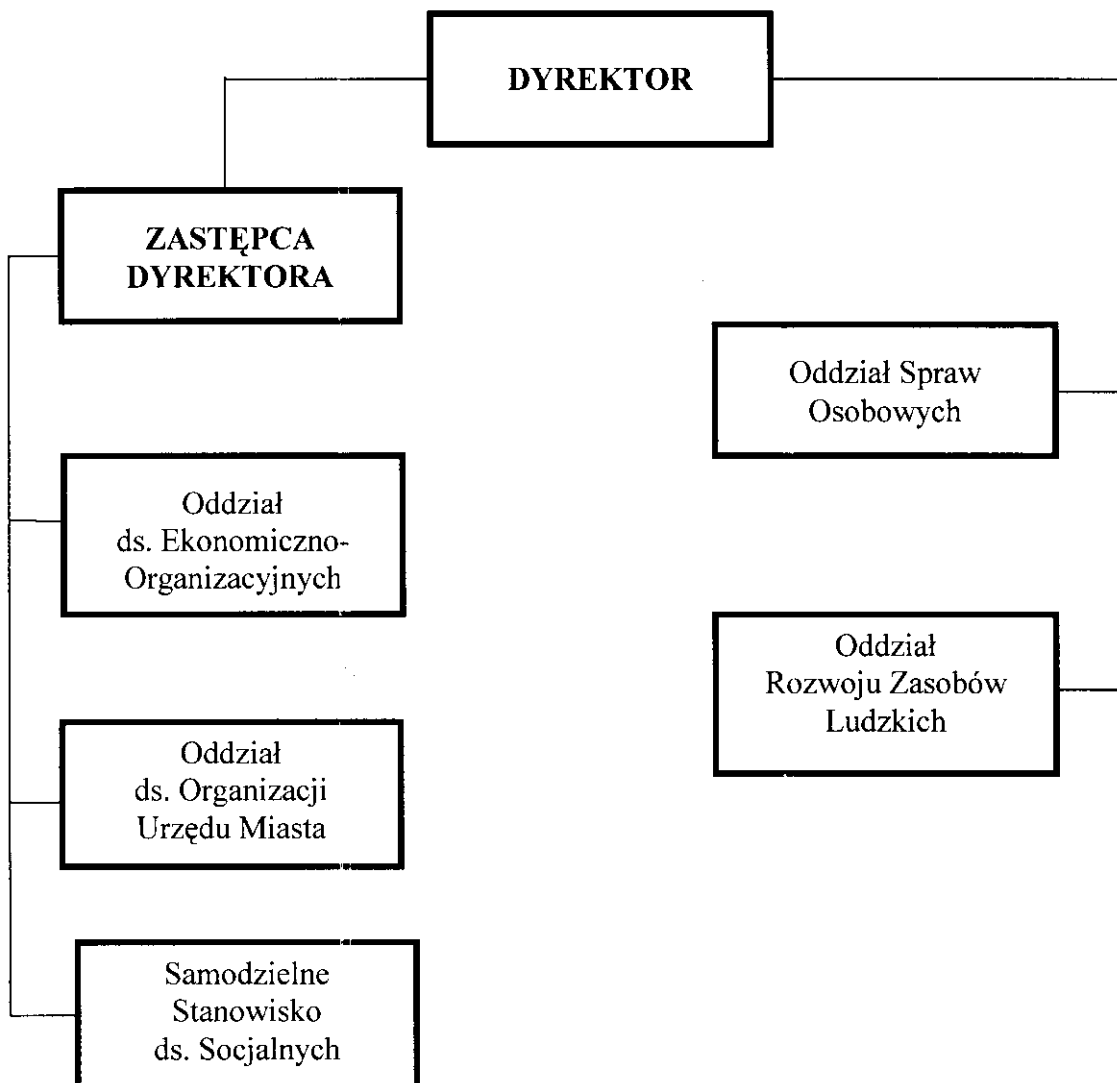 DYREKTOR
ZASTĘPCA
DYREKTORA
Oddział Spraw
Osobowych
Oddział
ds. Ekonomiczno-
Organizacyjnych
Oddział
Rozwoju Zasobów
Ludzkich
Oddział
ds. Organizacji
Urzędu Miasta
Samodzielne
Stanowisko
ds. Socjalnych